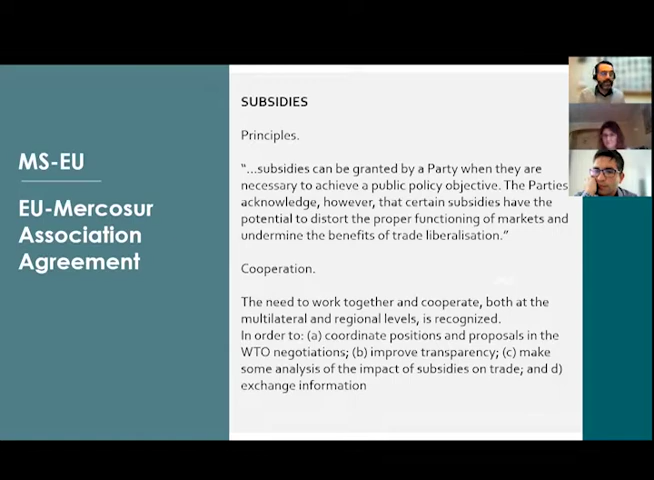 MS-EU
EU-Mercosur
Association
Agreement
SUBSIDIES
Principles.
“...subsidies can be granted by a Party when they are
necessary to achieve a public policy objective. The Parties
acknowledge, however, that certain subsidies have the
potential to distort the proper functioning of markets and
undermine the benefits of trade liberalisation.”
Cooperation.
The need to work together and cooperate, both at the
multilateral and regional levels, is recognized.
In order to: (a) coordinate positions and proposals in the
WTO negotiations; (b) improve transparency; (c) make
some analysis of the impact of subsidies on trade; and d)
exchange information